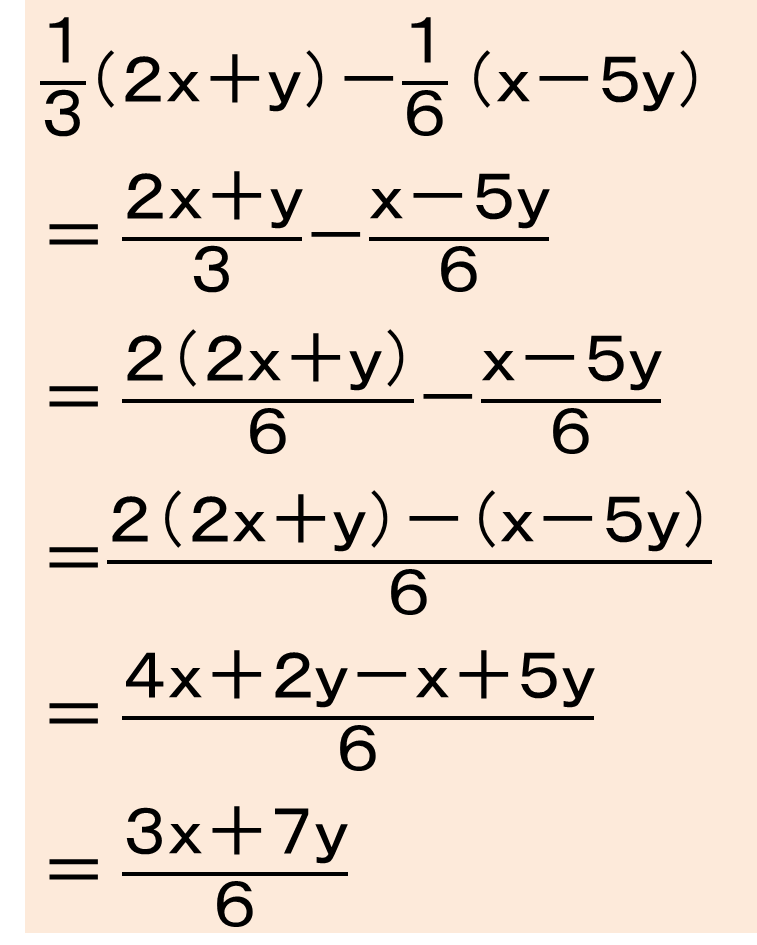 1/3(2x+y)−1/6(x−5y)
= (2x+y)/3 − (x−5y)/6
= 2(2x+y)/6 − (x−5y)/6
= (2(2x+y)−(x−5y))/6
= (4x+2y−x+5y)/6
= (3x+7y)/6